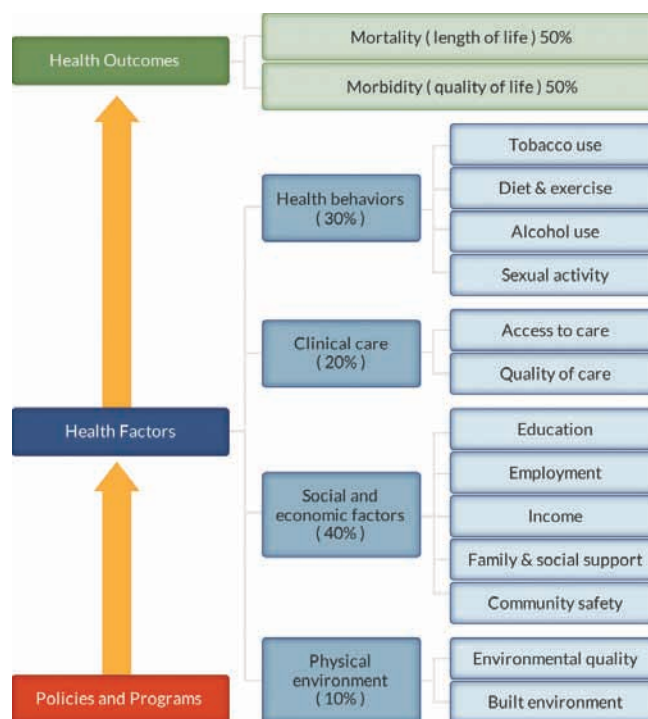 Health Outcomes
Mortality ( length of life ) 50%
Morbidity ( quality of life ) 50%
Health Factors
Health behaviors
( 30% )
Tobacco use
Diet & exercise
Alcohol use
Sexual activity
Clinical care
( 20% )
Access to care
Quality of care
Social and
economic factors
( 40% )
Education
Employment
Income
Family & social support
Community safety
Physical
environment
( 10% )
Environmental quality
Built environment
Policies and Programs